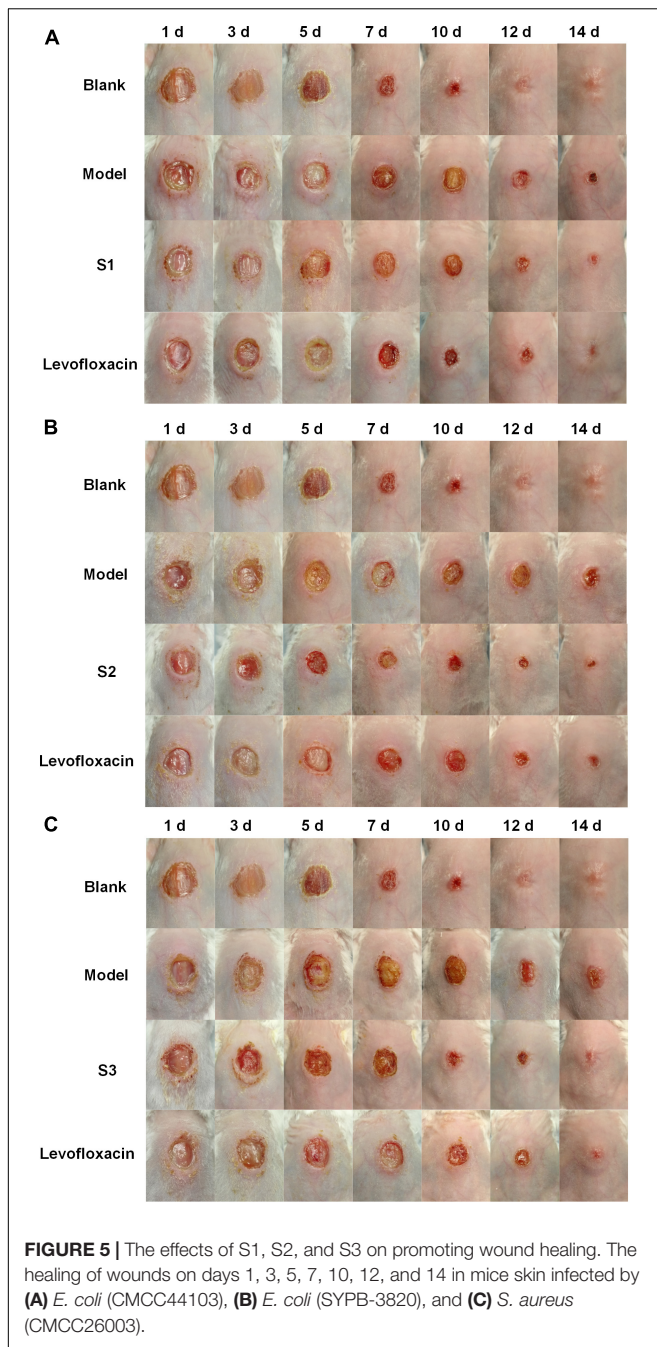 A
1 d 3 d 5 d 7 d 10 d 12 d 14 d
Blank
Model
S1
Levofloxacin
B
1 d 3 d 5 d 7 d 10 d 12 d 14 d
Blank
Model
S2
Levofloxacin
C
1 d 3 d 5 d 7 d 10 d 12 d 14 d
Blank
Model
S3
Levofloxacin
FIGURE 5 | The effects of S1, S2, and S3 on promoting wound healing. The
healing of wounds on days 1, 3, 5, 7, 10, 12, and 14 in mice skin infected by
(A) E. coli (CMCC44103), (B) E. coli (SYPB-3820), and (C) S. aureus
(CMCC26003).